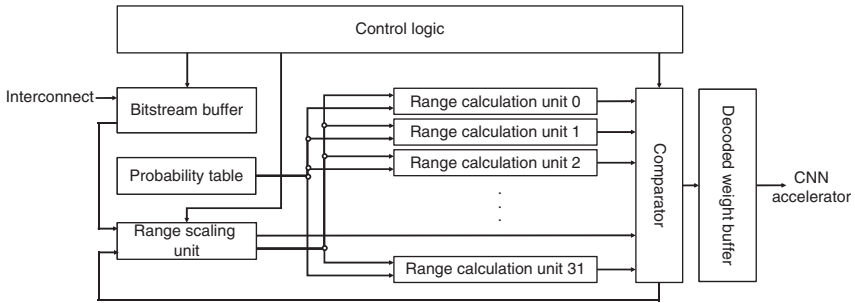 Control logic
Interconnect
Bitstream buffer
Probability table
Range scaling
unit
Range calculation unit 0
Range calculation unit 1
Range calculation unit 2
.
.
.
Range calculation unit 31
Comparator
Decoded weight buffer
CNN
accelerator